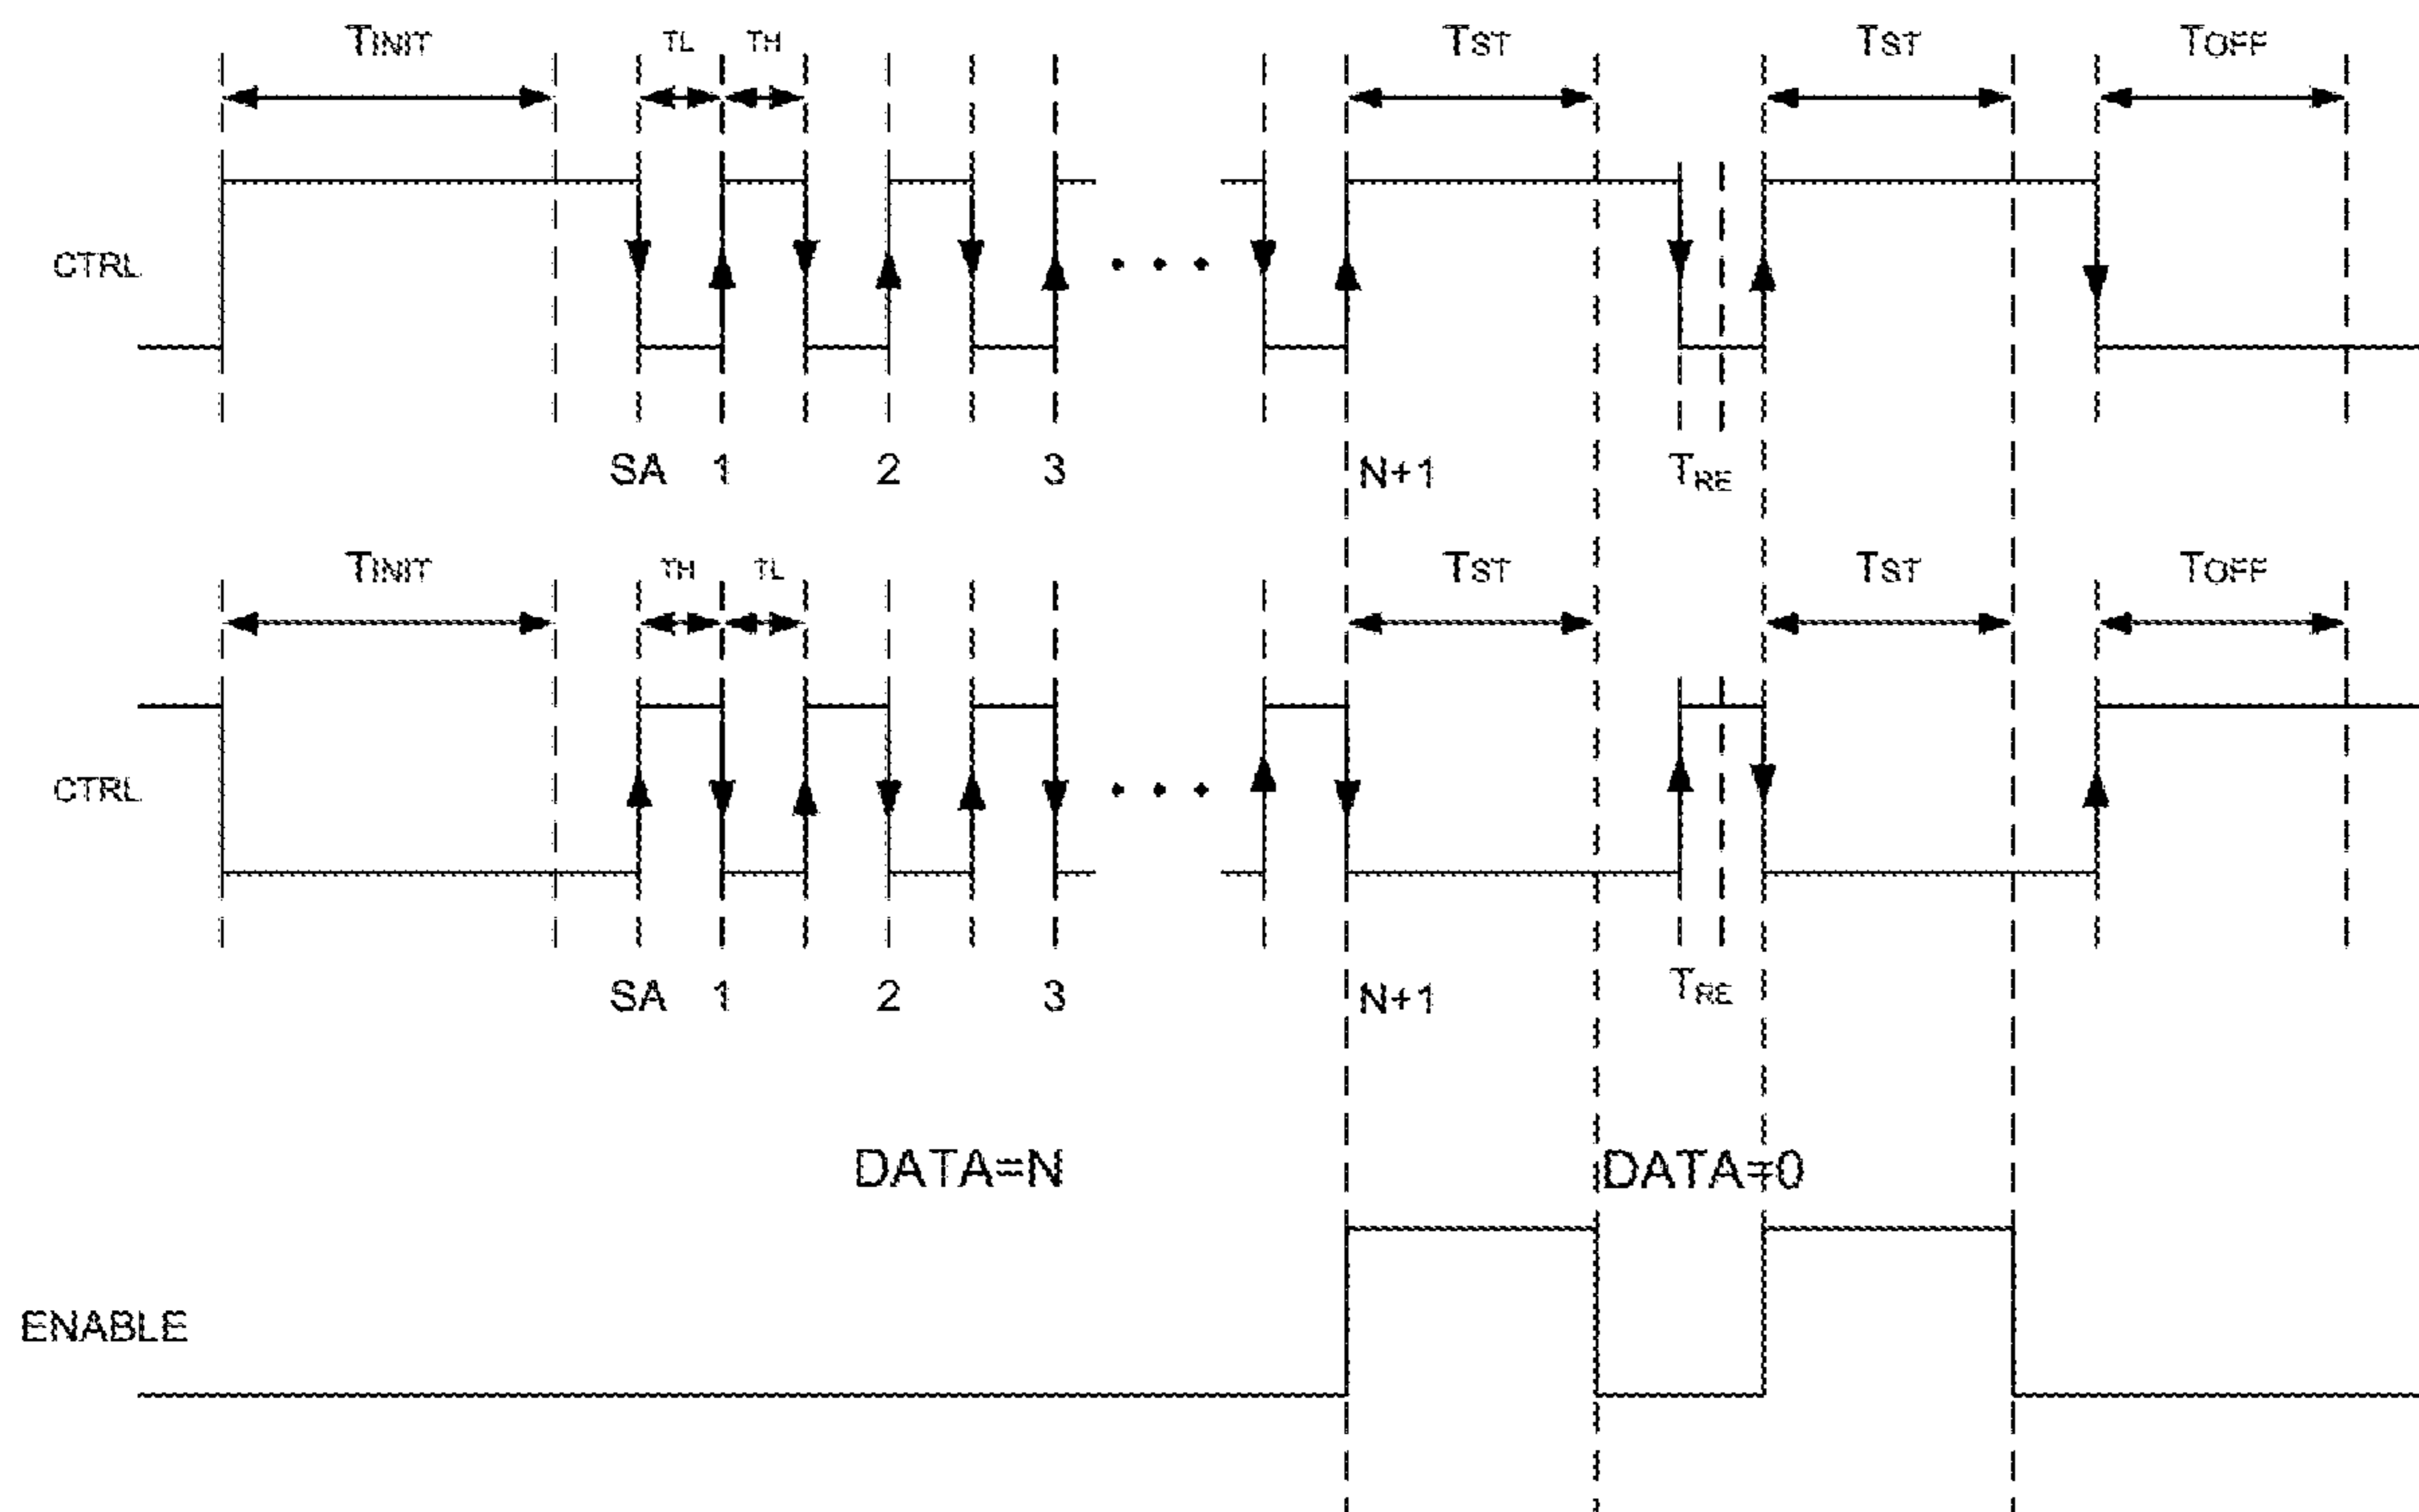 TINIT TL TH TST TST TOFF
CTRL
SA 1 2 3 N+1 TRE
TINIT TH TL TST TST TOFF
CTRL
SA 1 2 3 N+1 TRE
DATA=N DATA=0
ENABLE